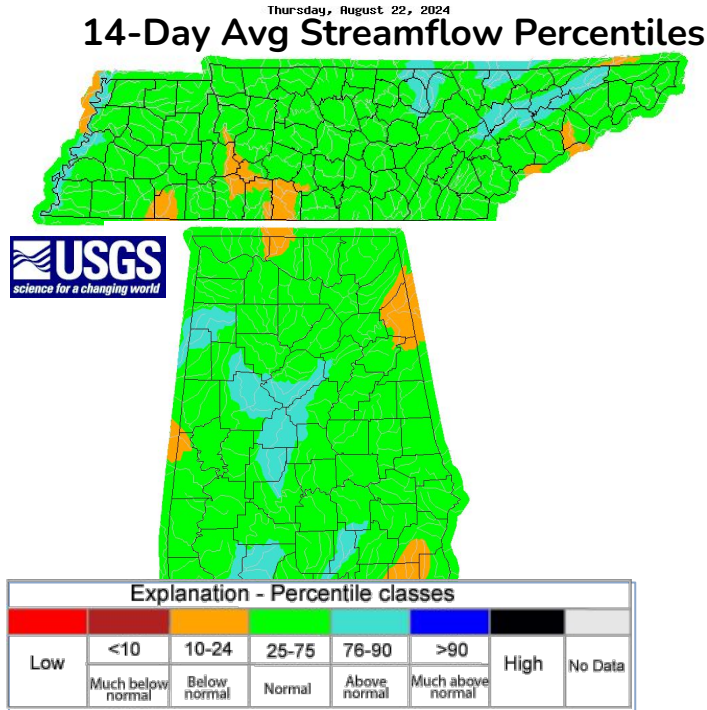 Thursday, August 22, 2024
14-Day Avg Streamflow Percentiles
USGS
science for a changing world
Explanation - Percentile classes
Low
<10
10-24
25-75
76-90
>90
High
No Data
Much below
normal
Below
normal
Normal
Above
normal
Much above
normal